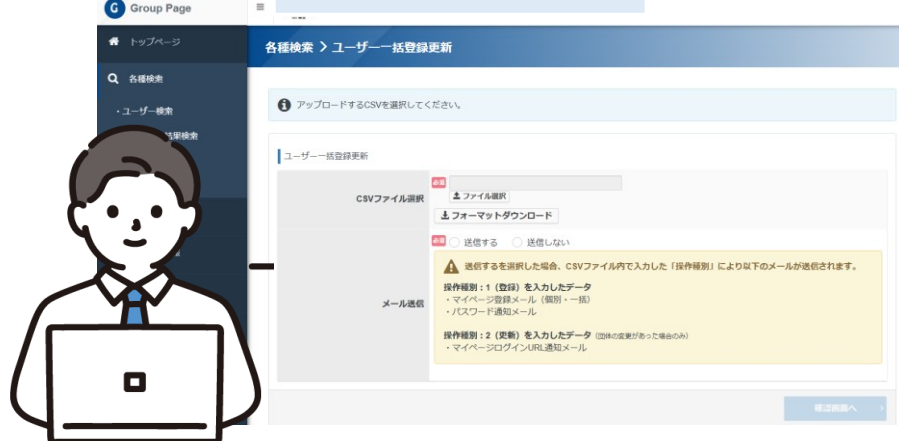 G Group Page
トップページ
各種検索 > ユーザー一括登録更新
各種検索
アップロードするCSVを選択してください。
・ユーザー検索
結果検索
ユーザー一括登録更新
CSVファイル選択
必須
ファイル選択
フォーマットダウンロード
メール送信
必須 送信する 送信しない
送信するを選択した場合、CSVファイル内で入力した「操作種別」により以下のメールが送信されます。
操作種別：1（登録）を入力したデータ
・マイページ登録メール（個別・一括）
・パスワード通知メール
操作種別：2（更新）を入力したデータ（団体の変更があった場合のみ）
・マイページログインURL通知メール
確認画面へ